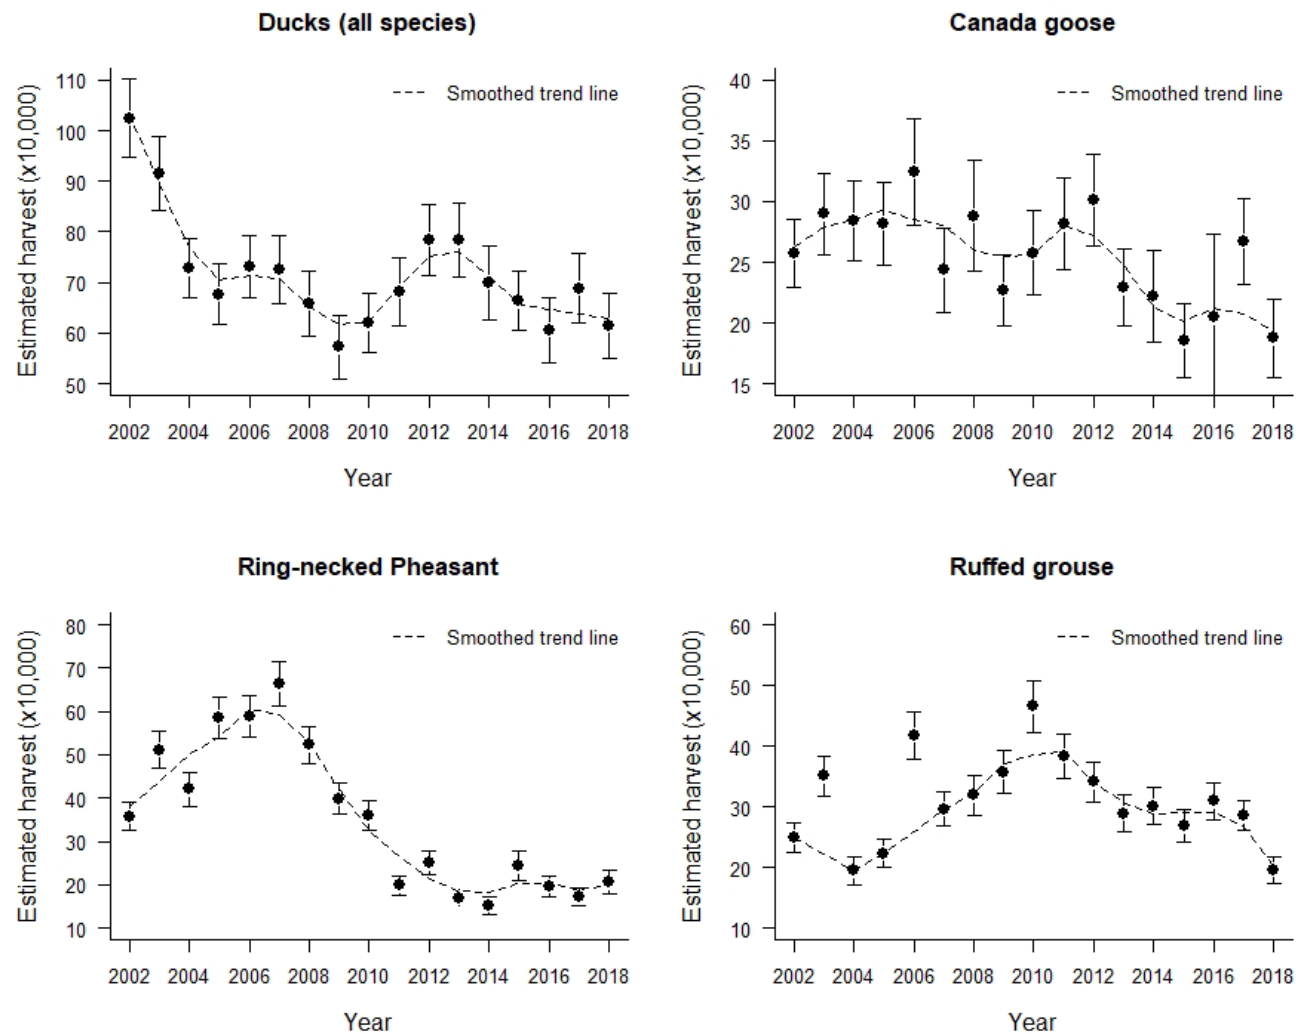 Ducks (all species)
Estimated harvest (x10,000)
110
100
90
80
70
60
50
Smoothed trend line
2002 2004 2006 2008 2010 2012 2014 2016 2018
Year
Canada goose
Estimated harvest (x10,000)
40
35
30
25
20
15
Smoothed trend line
2002 2004 2006 2008 2010 2012 2014 2016 2018
Year
Ring-necked Pheasant
Estimated harvest (x10,000)
80
70
60
50
40
30
20
10
Smoothed trend line
2002 2004 2006 2008 2010 2012 2014 2016 2018
Year
Ruffed grouse
Estimated harvest (x10,000)
60
50
40
30
20
10
Smoothed trend line
2002 2004 2006 2008 2010 2012 2014 2016 2018
Year